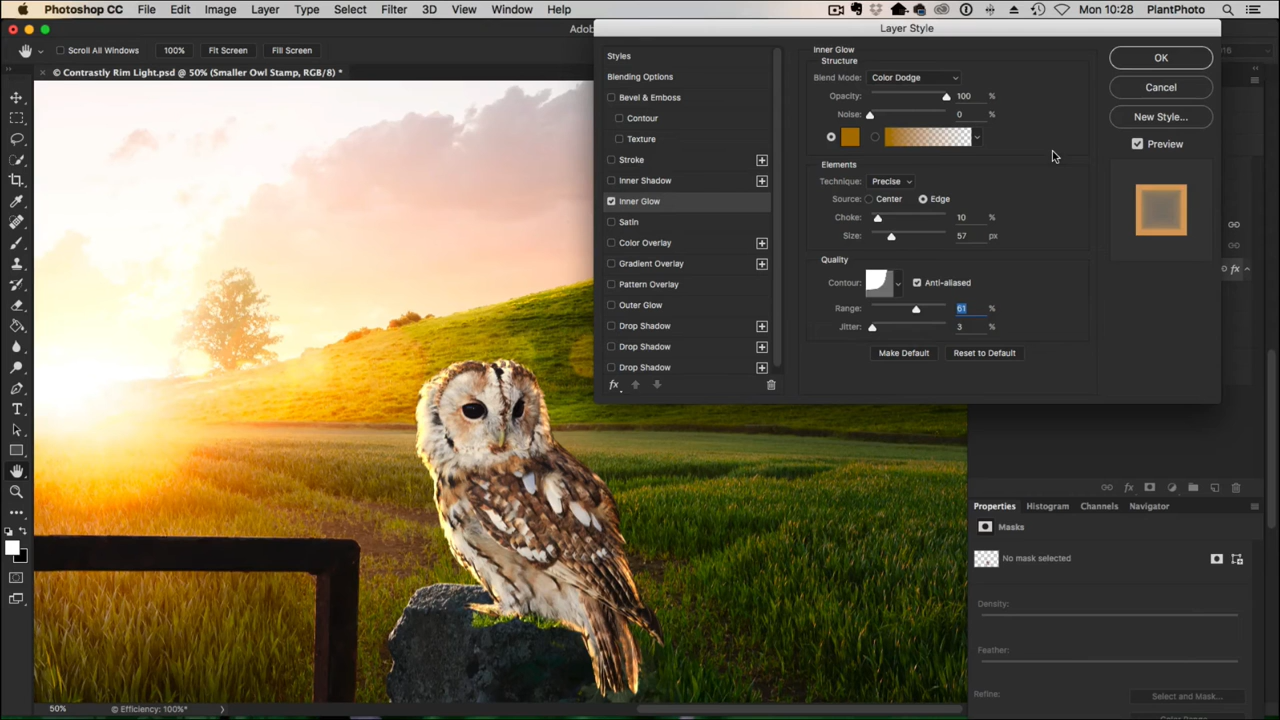 Photoshop CC File Edit Image Layer Type Select Filter 3D View Window Help Mon 10:28 PlantPhoto
Scroll All Windows 100% Fit Screen Fill Screen Adob
Layer Style
© Contrastly Rim Light.psd @ 50% (Smaller Owl Stamp, RGB/8) *
Styles
Blending Options
Bevel & Emboss
Contour
Texture
Stroke
Inner Shadow
Inner Glow
Satin
Color Overlay
Gradient Overlay
Pattern Overlay
Outer Glow
Drop Shadow
Drop Shadow
Drop Shadow
fx
Inner Glow
Structure
Blend Mode: Color Dodge
Opacity: 100 %
Noise: 0 %
Elements
Technique: Precise
Source: Center Edge
Choke: 10 %
Size: 57 px
Quality
Contour: Anti-aliased
Range: 61 %
Jitter: 3 %
Make Default Reset to Default
OK
Cancel
New Style...
Preview
fx
fx
Properties Histogram Channels Navigator
Masks
No mask selected
Density:
Feather:
Refine: Select and Mask...
50% © Efficiency: 100%*